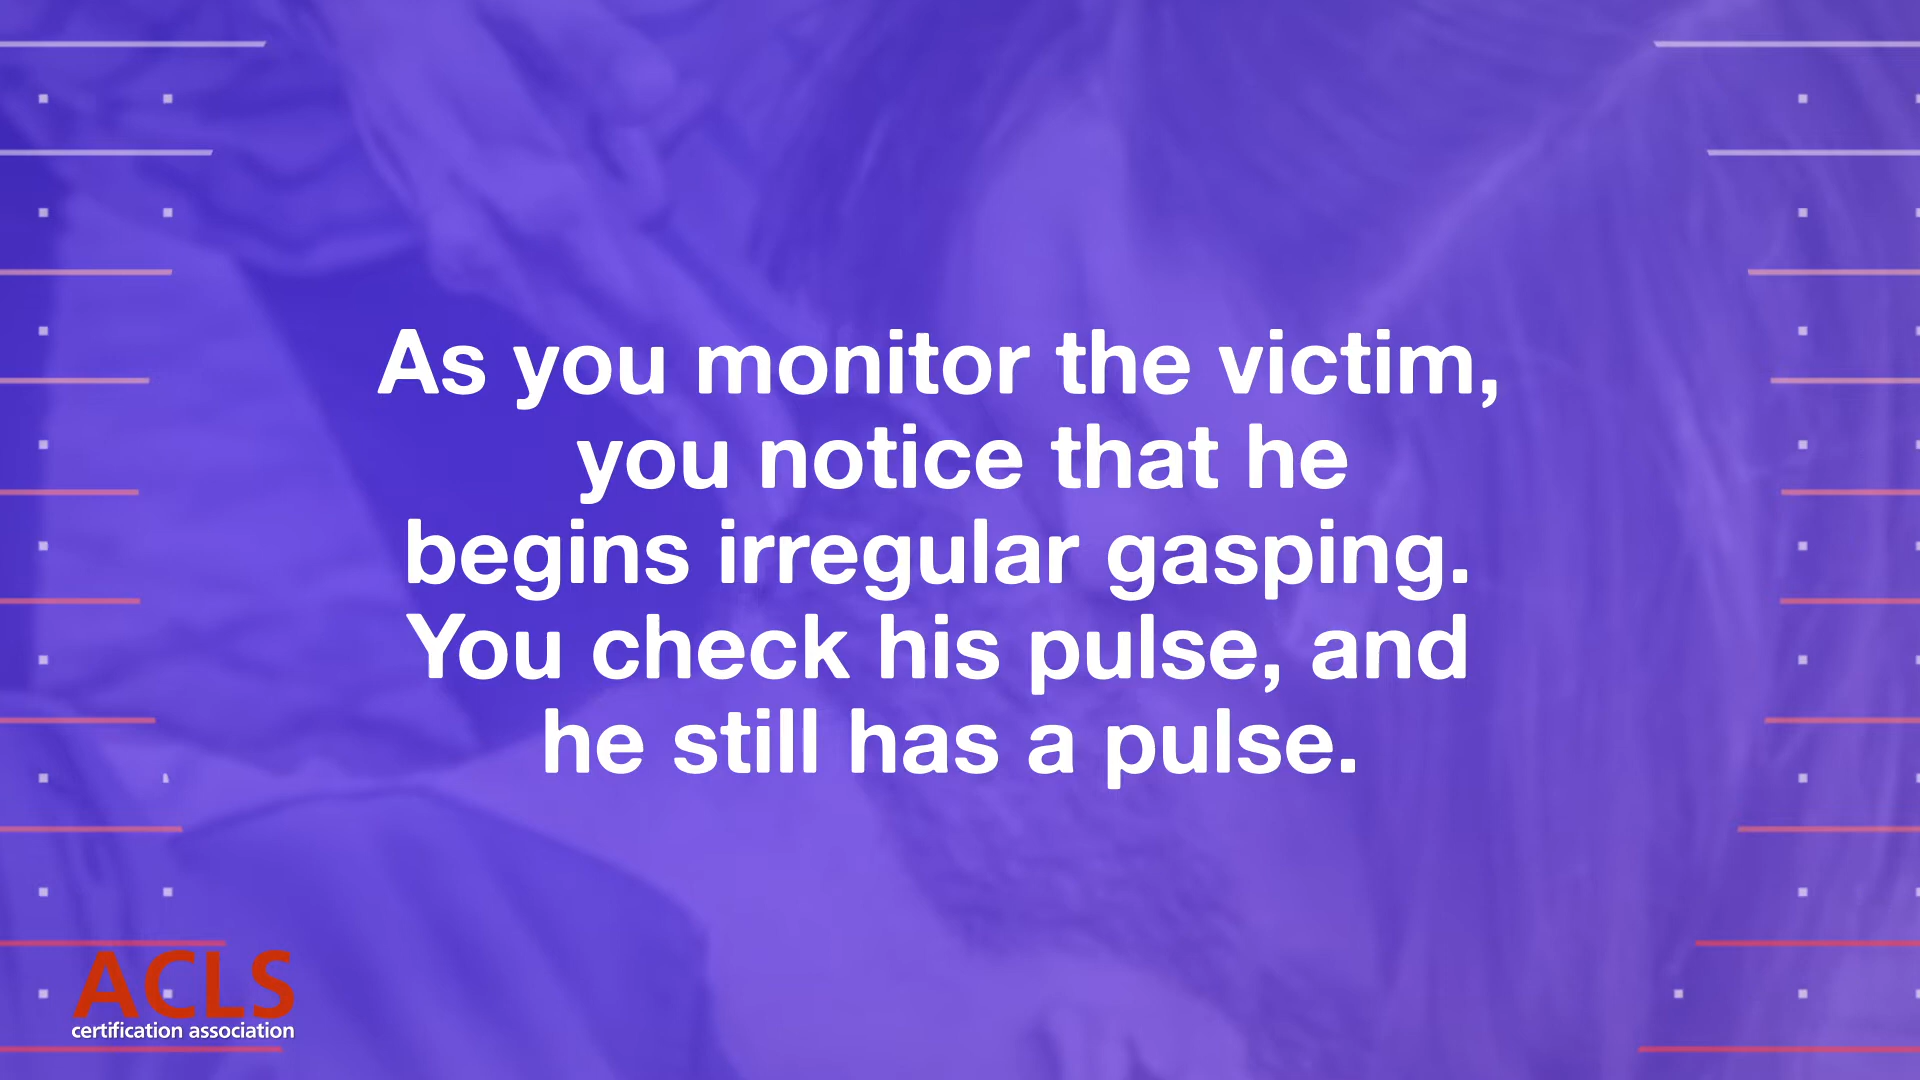 As you monitor the victim,
you notice that he
begins irregular gasping.
You check his pulse, and
he still has a pulse.
ACLS
certification association